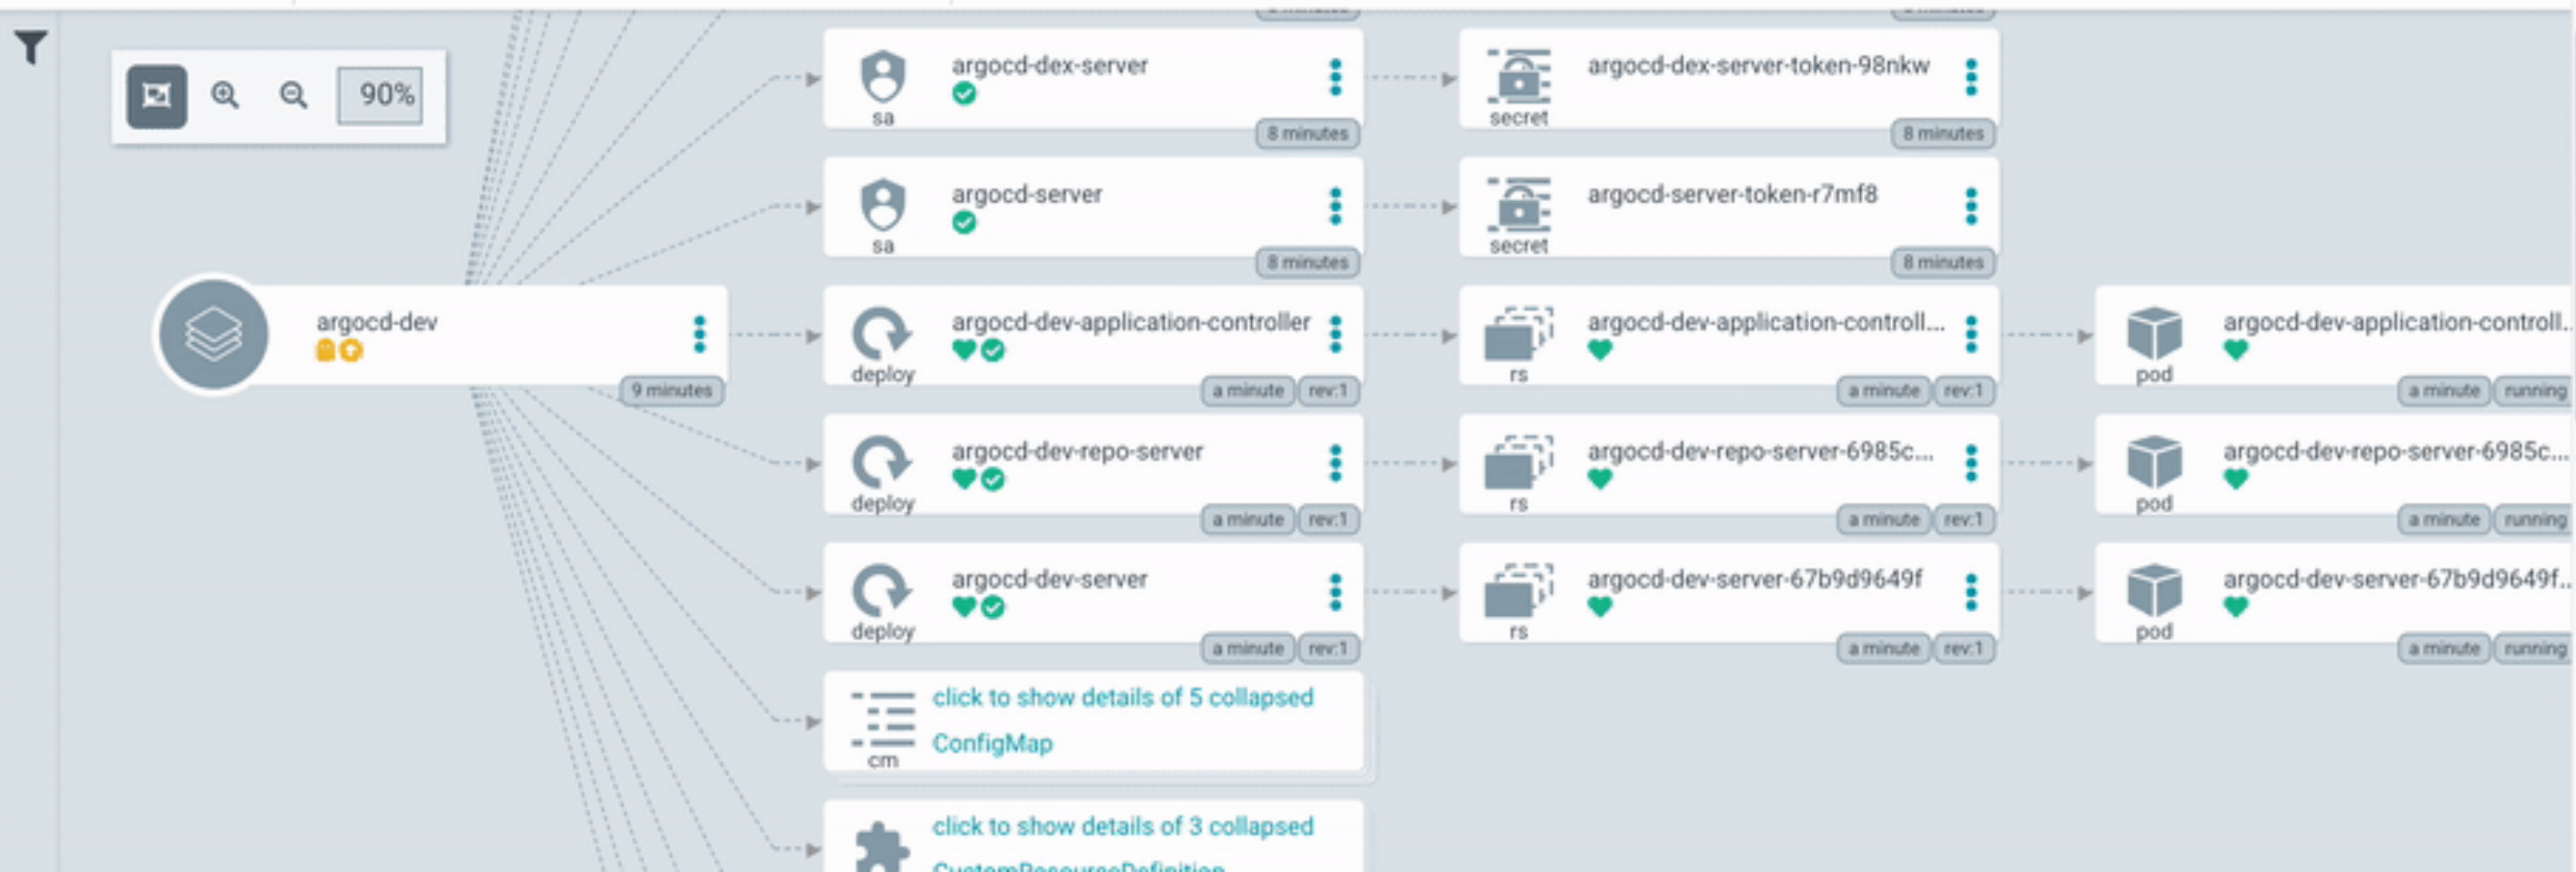 90%
argocd-dex-server
sa
8 minutes
argocd-dex-server-token-98nkw
secret
8 minutes
argocd-server
sa
8 minutes
argocd-server-token-r7mf8
secret
8 minutes
argocd-dev
9 minutes
argocd-dev-application-controller
deploy
a minute rev:1
argocd-dev-application-controll...
rs
a minute rev:1
argocd-dev-application-controll..
pod
a minute running
argocd-dev-repo-server
deploy
a minute rev:1
argocd-dev-repo-server-6985c...
rs
a minute rev:1
argocd-dev-repo-server-6985c...
pod
a minute running
argocd-dev-server
deploy
a minute rev:1
argocd-dev-server-67b9d9649f
rs
a minute rev:1
argocd-dev-server-67b9d9649f..
pod
a minute running
click to show details of 5 collapsed
ConfigMap
cm
click to show details of 3 collapsed
CustomResourceDefinition